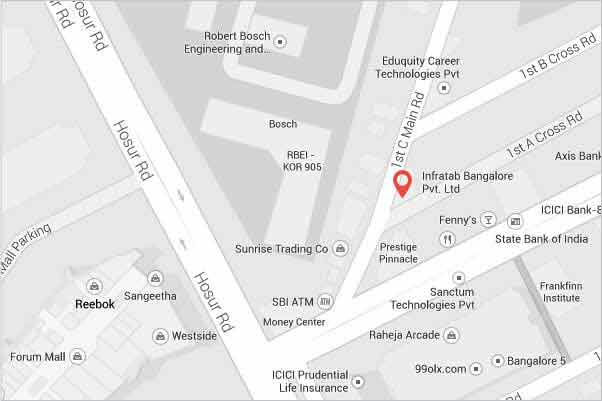 Robert Bosch
Engineering and...
Eduquity Career
Technologies Pvt
1st B Cross Rd
Hosur Rd
1st C Main Rd
Bosch
1st A Cross Rd
RBEI -
KOR 905
Axis Bank
Hosur Rd
Infratab Bangalore
Pvt. Ltd
Fenny's
ICICI Bank-8
State Bank of India
Mall Parking
Sunrise Trading Co
Prestige
Pinnacle
Reebok
Sangeetha
SBI ATM
ATM
Sanctum
Technologies Pvt
Frankfinn
Institute
Hosur Rd
Money Center
Westside
Raheja Arcade
Forum Mall
99olx.com
Bangalore 5
ICICI Prudential
Life Insurance